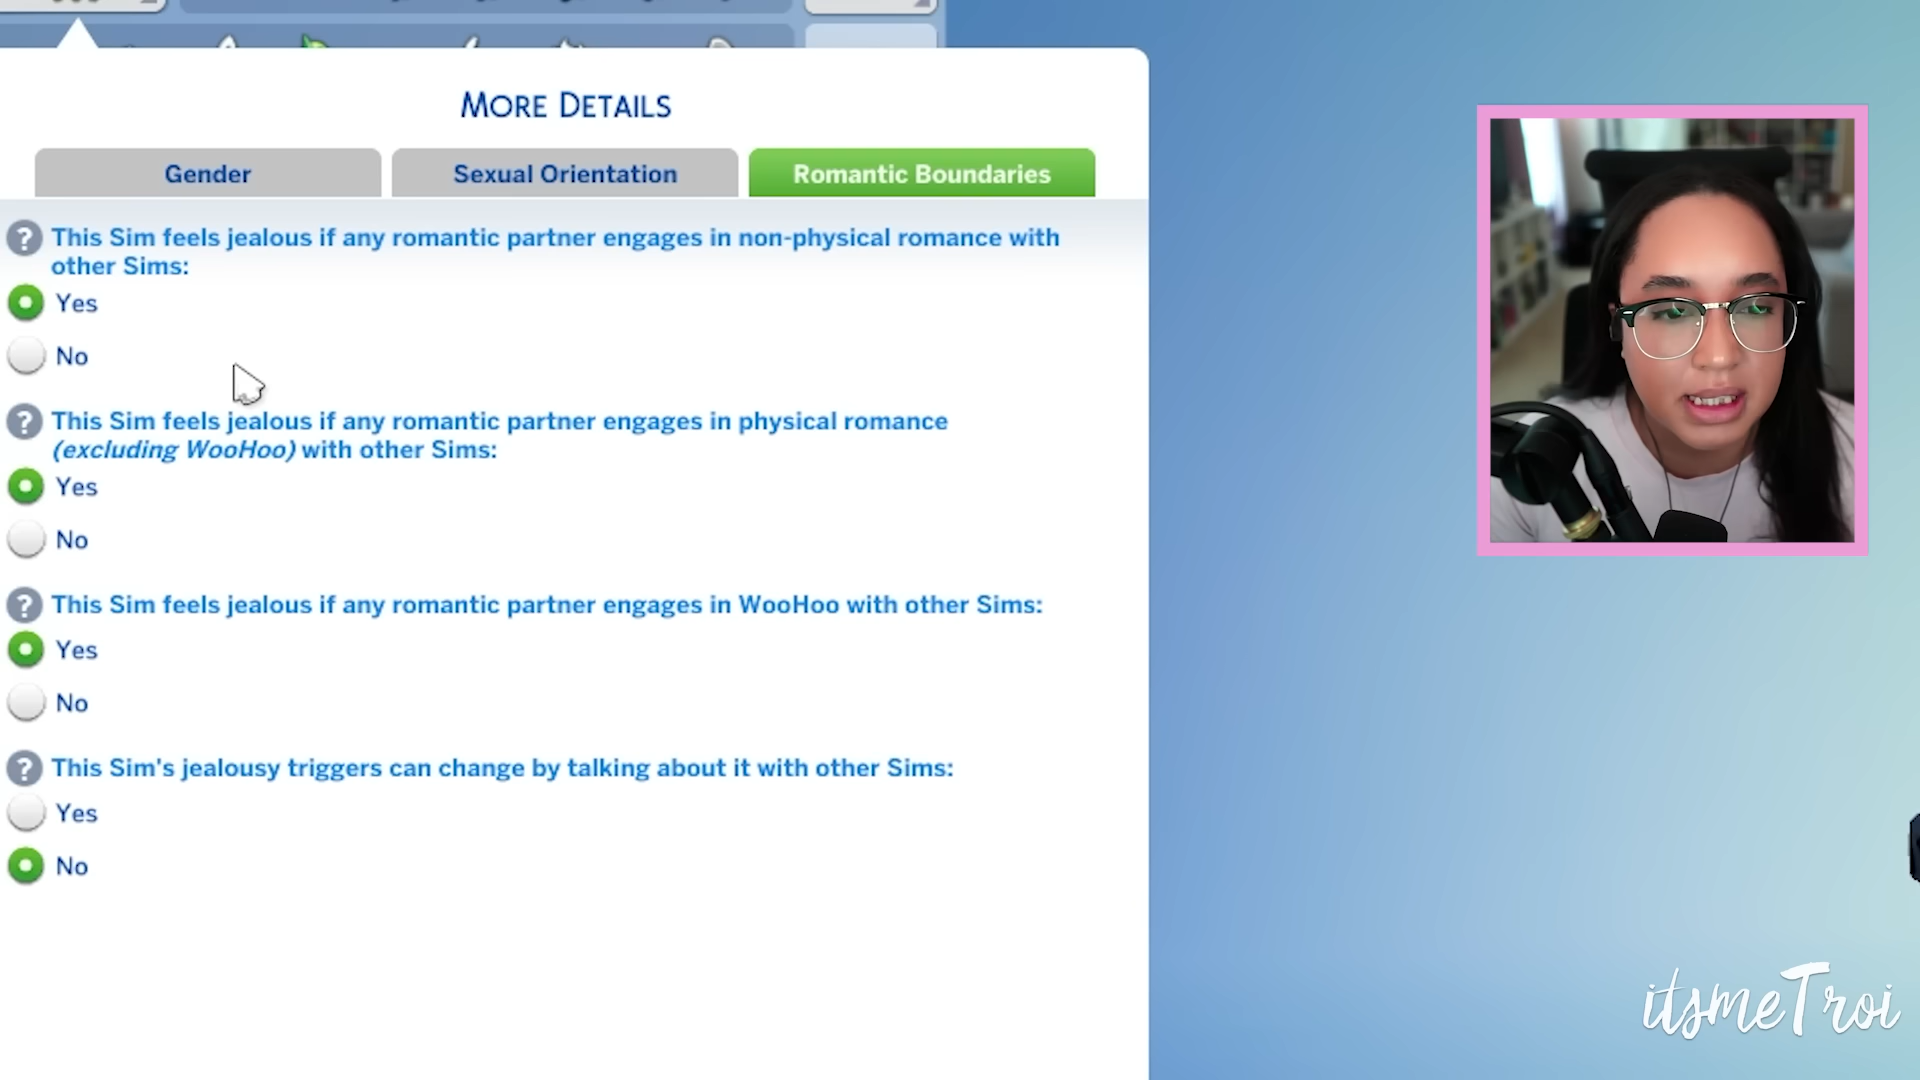 More Details
Gender
Sexual Orientation
Romantic Boundaries
This Sim feels jealous if any romantic partner engages in non-physical romance with
other Sims:
Yes
No
This Sim feels jealous if any romantic partner engages in physical romance
(excluding WooHoo) with other Sims:
Yes
No
This Sim feels jealous if any romantic partner engages in WooHoo with other Sims:
Yes
No
This Sim's jealousy triggers can change by talking about it with other Sims:
Yes
No
itsmeTroi